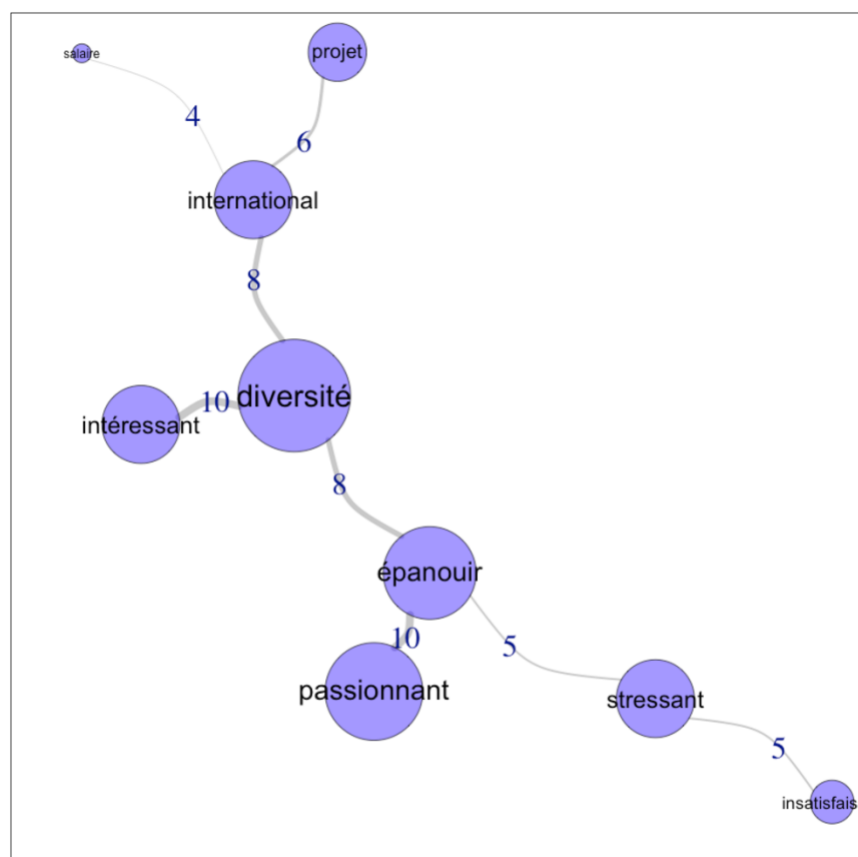 salaire
projet
4
6
international
8
diversité
10
intéressant
8
épanouir
10
5
passionnant
stressant
5
insatisfais